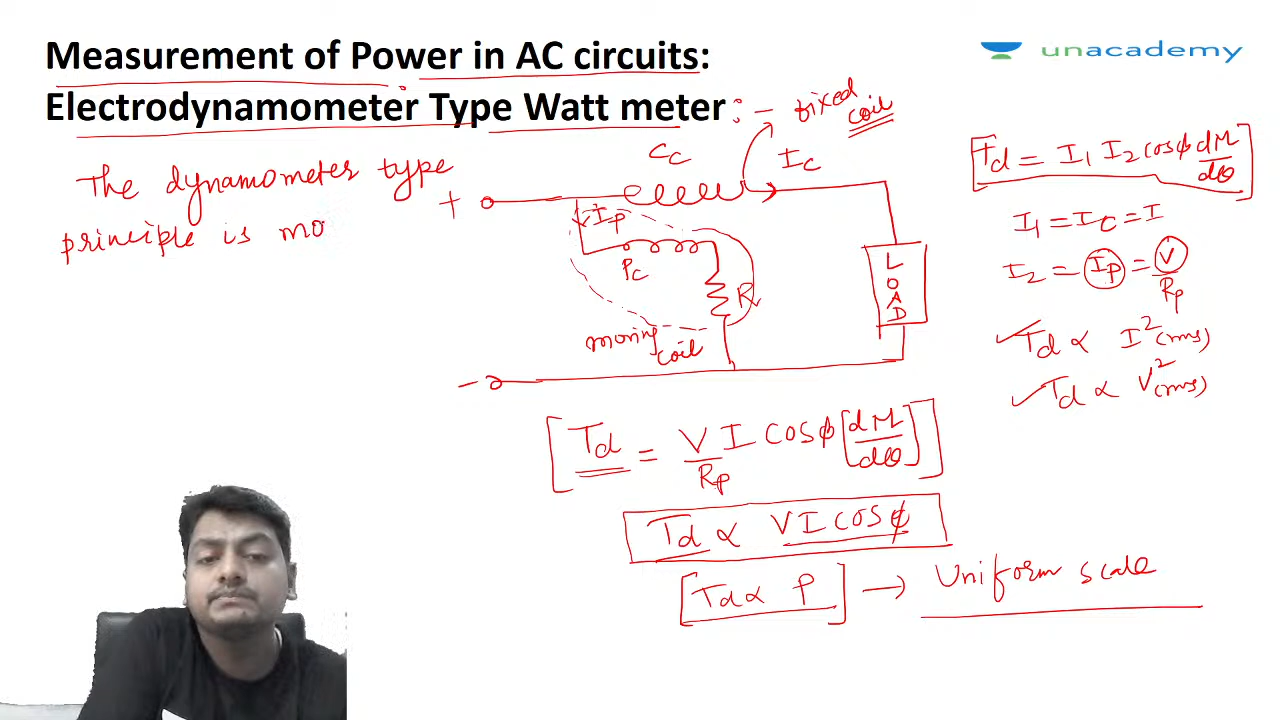 Measurement of Power in AC circuits:
unacademy
Electrodynamometer Type Watt meter :- fixed coil
The dynamometer type
principle is mo
Cc
Ic
+
Ip
Pc
R
moving coil
LOAD
-
Td = I1 I2 cosϕ dM/dθ
I1 = Ic = I
I2 = Ip = V/Rp
✓ Td ∝ I²(rms)
✓ Td ∝ V²(rms)
[Td = V/Rp I cosϕ [dM/dθ]]
Td ∝ VI cosϕ
[Td ∝ P] → Uniform scale